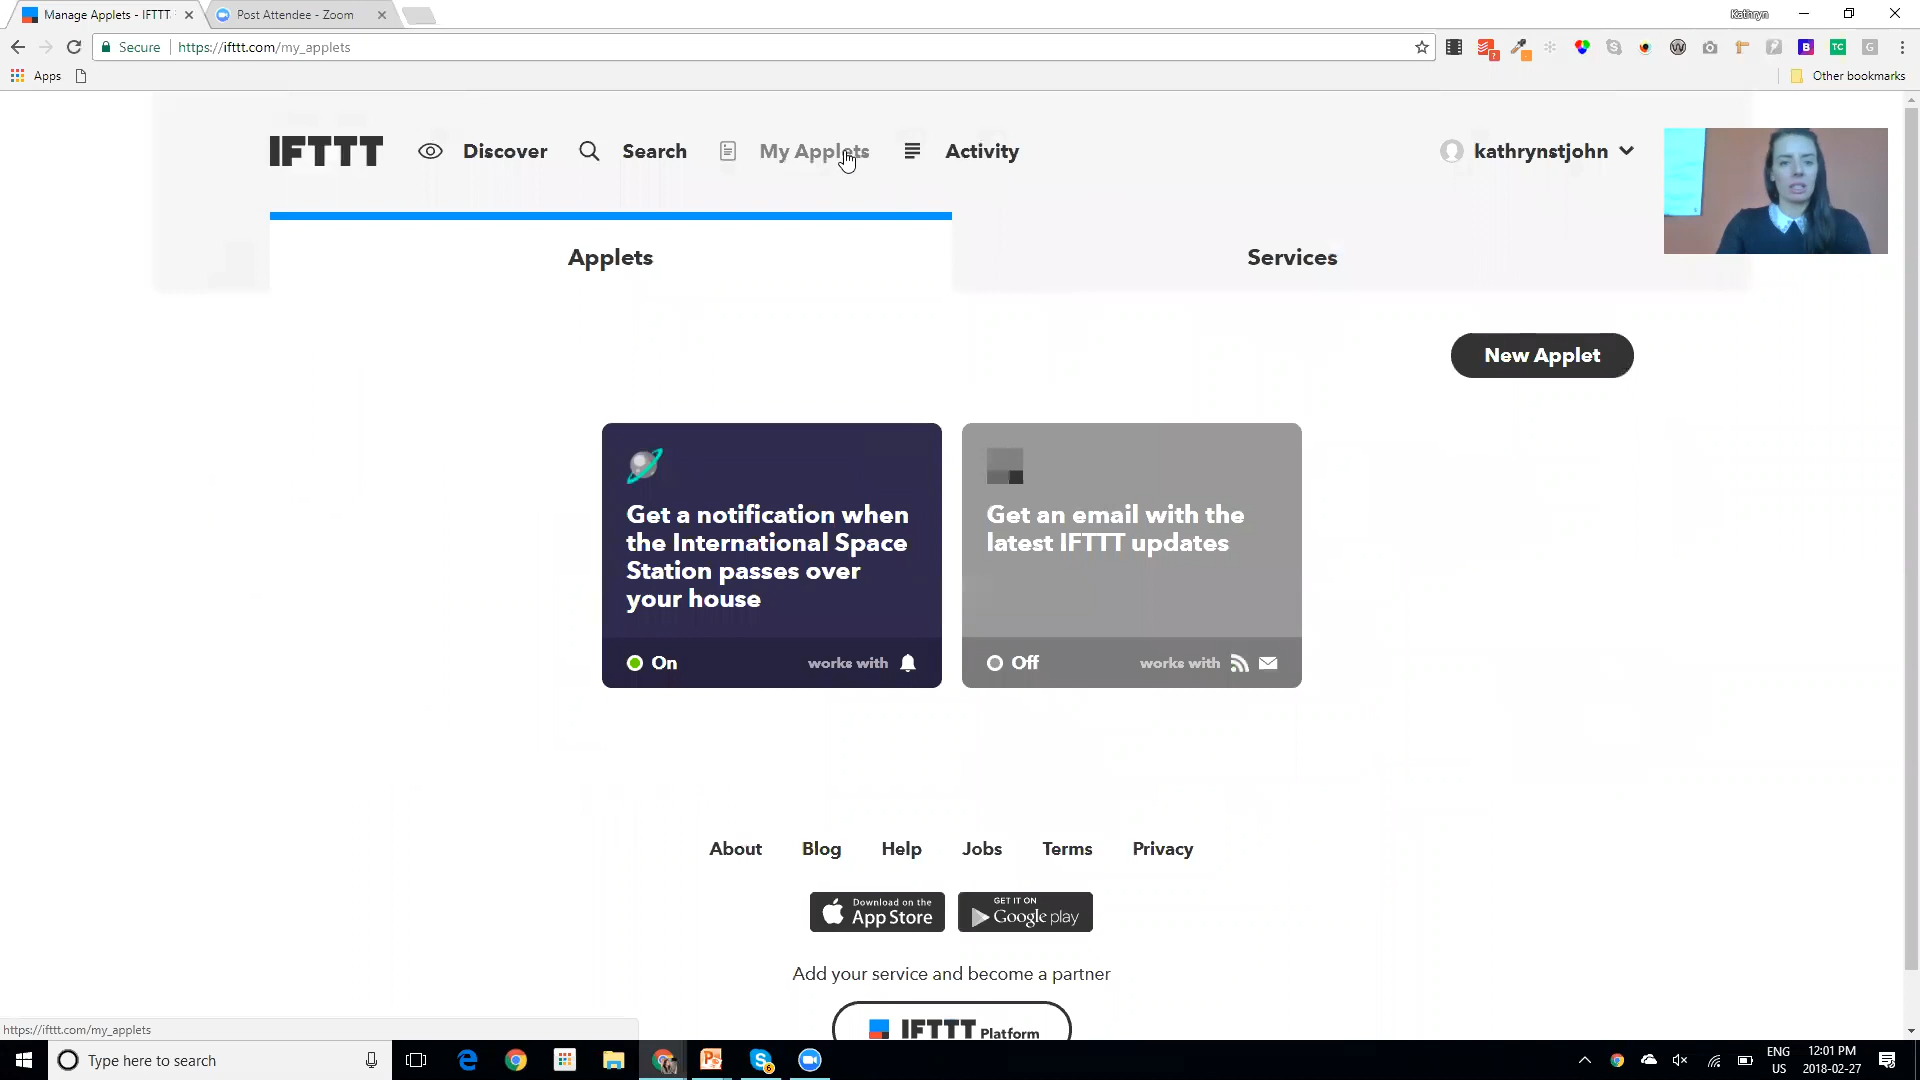 Manage Applets - IFTTT
Post Attendee - Zoom
Kathryn
Secure
https://ifttt.com/my_applets
Apps
Other bookmarks
IFTTT
Discover
Search
My Applets
Activity
kathrynstjohn
Applets
Services
New Applet
Get a notification when
the International Space
Station passes over
your house
On
works with
Get an email with the
latest IFTTT updates
Off
works with
About
Blog
Help
Jobs
Terms
Privacy
Download on the
App Store
GET IT ON
Google play
Add your service and become a partner
IFTTT Platform
https://ifttt.com/my_applets
Type here to search
ENG
US
12:01 PM
2018-02-27